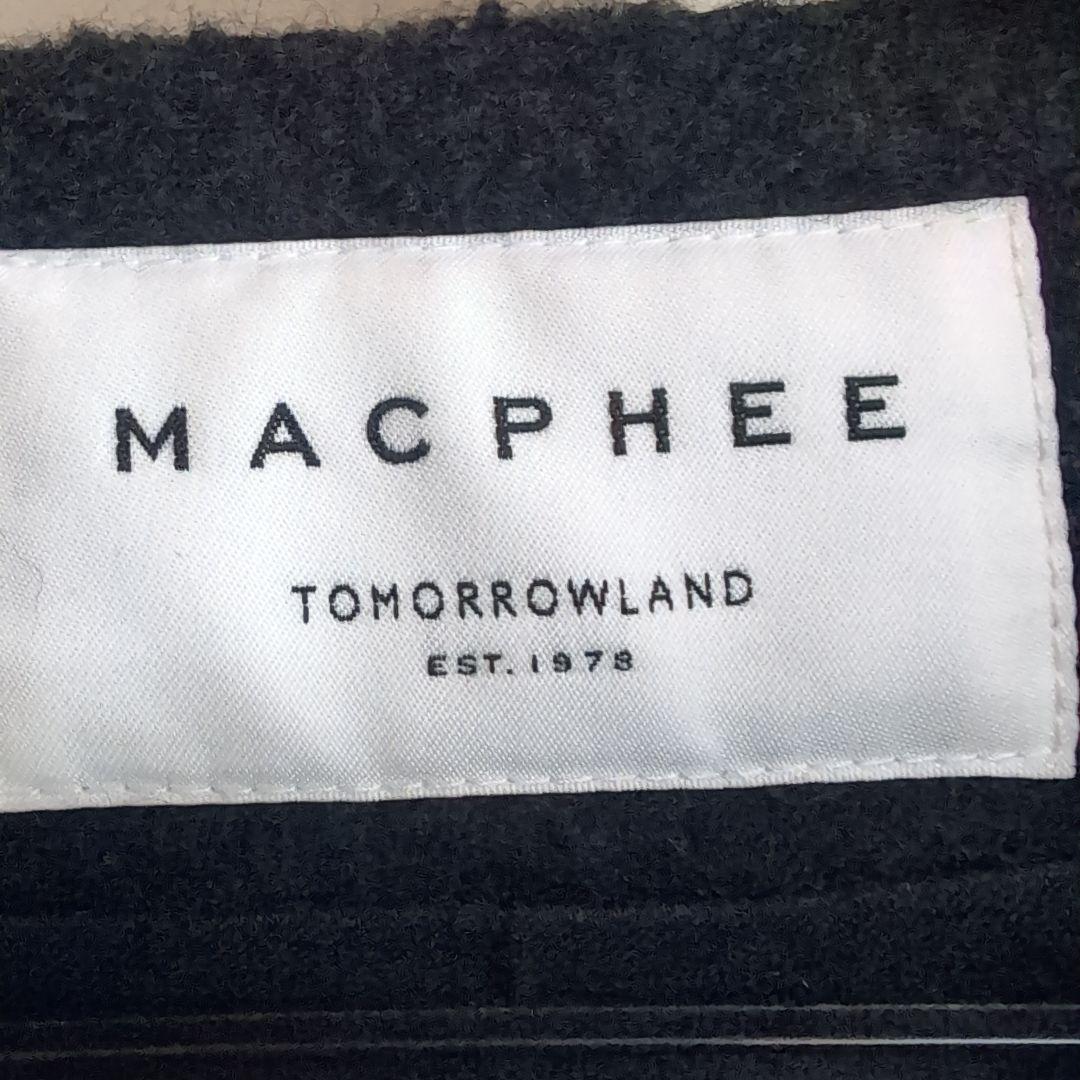 MACPHEE
TOMORROWLAND
EST. 1978